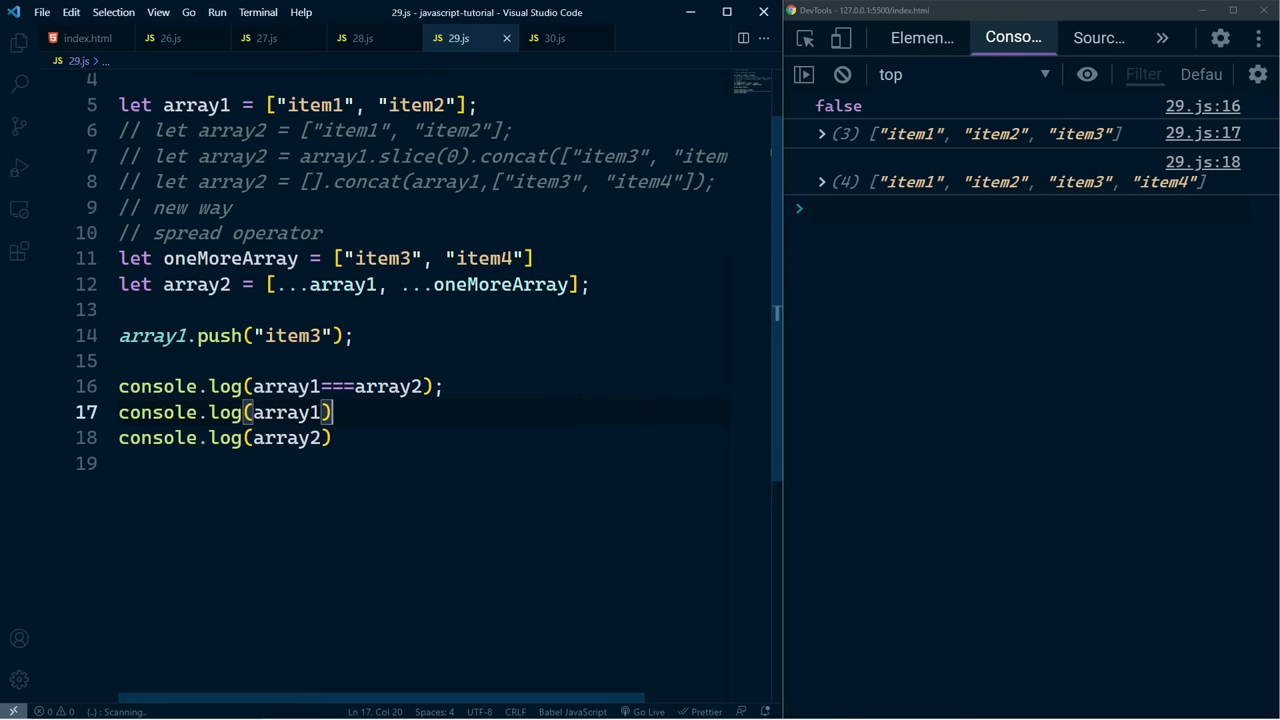 File Edit Selection View Go Run Terminal Help
29.js - javascript-tutorial - Visual Studio Code
index.html
JS 26.js
JS 27.js
JS 28.js
JS 29.js
JS 30.js
JS 29.js > ...
4
5 let array1 = ["item1", "item2"];
6 // let array2 = ["item1", "item2"];
7 // let array2 = array1.slice(0).concat(["item3", "item
8 // let array2 = [].concat(array1,["item3", "item4"]);
9 // new way
10 // spread operator
11 let oneMoreArray = ["item3", "item4"]
12 let array2 = [...array1, ...oneMoreArray];
13
14 array1.push("item3");
15
16 console.log(array1===array2);
17 console.log(array1)
18 console.log(array2)
19
0 0 {..} : Scanning.. Ln 17, Col 20 Spaces: 4 UTF-8 CRLF Babel JavaScript Go Live Prettier
DevTools - 127.0.0.1:5500/index.html
Elemen... Conso... Sourc... »
top Filter Defau
false 29.js:16
(3) ["item1", "item2", "item3"] 29.js:17
29.js:18
(4) ["item1", "item2", "item3", "item4"]
>